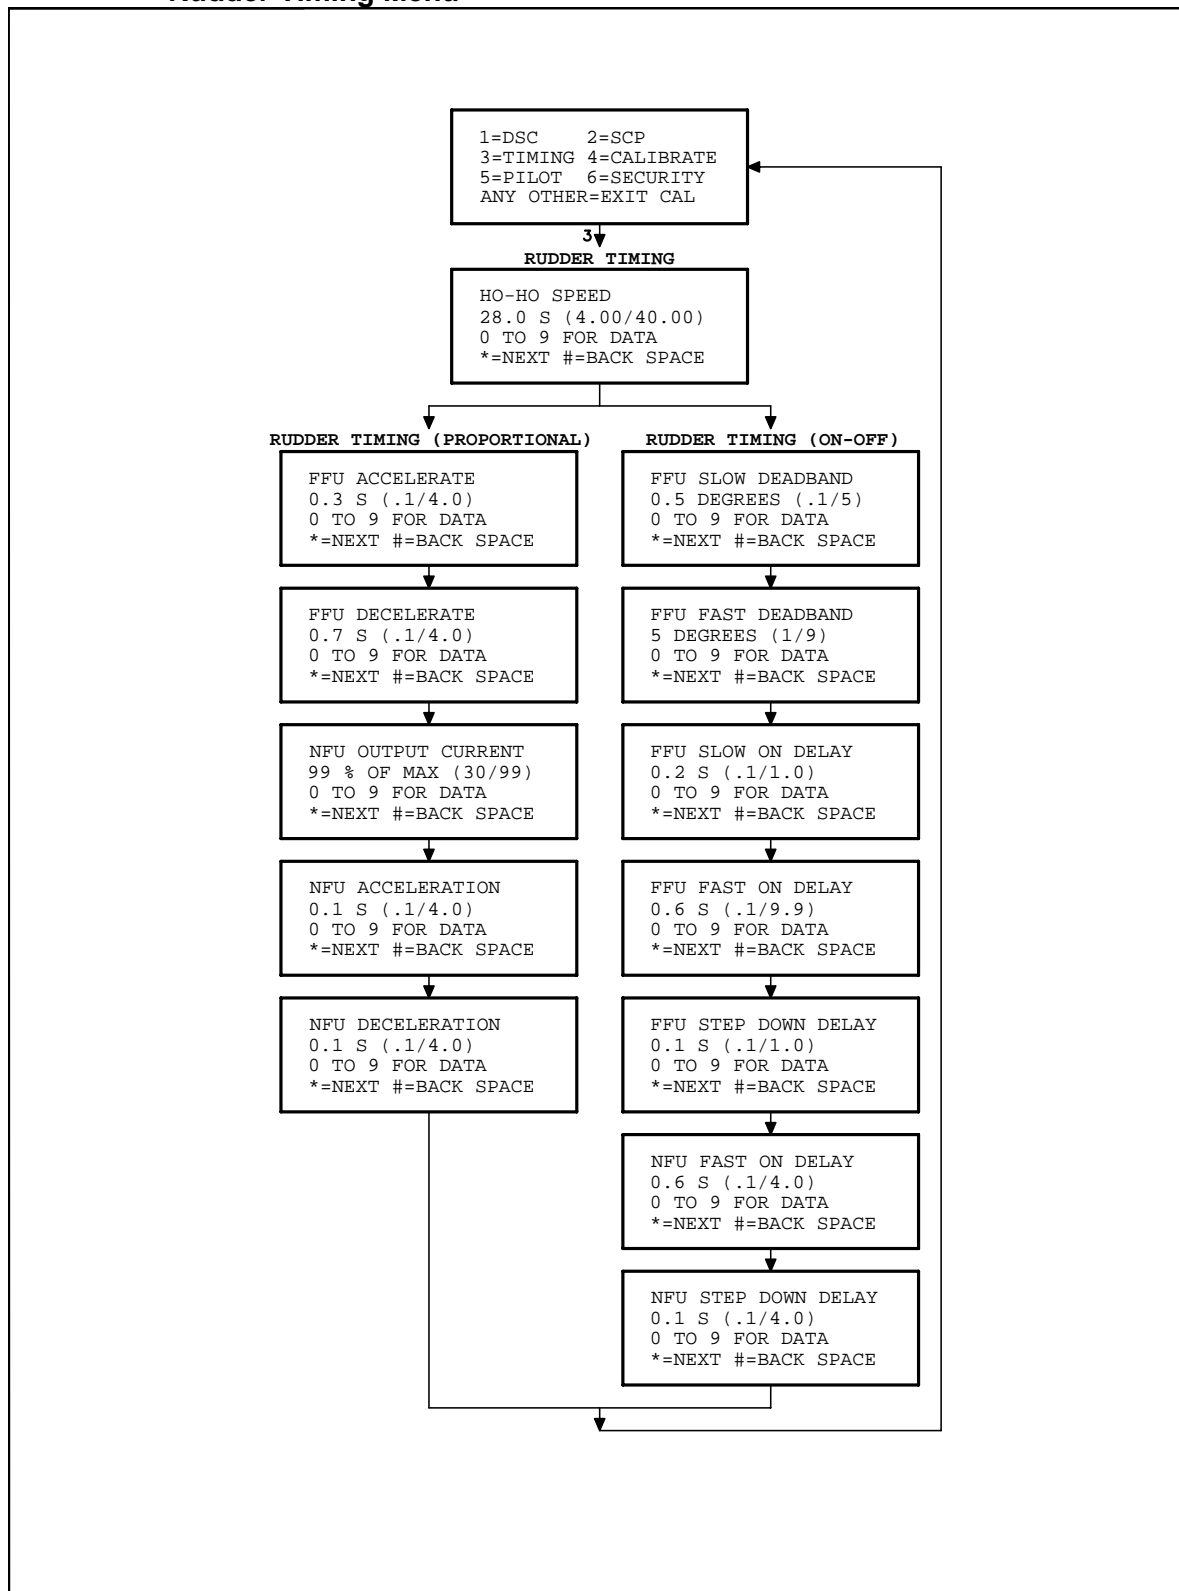 Rudder Timing Menu
1=DSC 2=SCP
3=TIMING 4=CALIBRATE
5=PILOT 6=SECURITY
ANY OTHER=EXIT CAL
3
RUDDER TIMING
HO-HO SPEED
28.0 S (4.00/40.00)
0 TO 9 FOR DATA
*=NEXT #=BACK SPACE
RUDDER TIMING (PROPORTIONAL)
FFU ACCELERATE
0.3 S (.1/4.0)
0 TO 9 FOR DATA
*=NEXT #=BACK SPACE
FFU DECELERATE
0.7 S (.1/4.0)
0 TO 9 FOR DATA
*=NEXT #=BACK SPACE
NFU OUTPUT CURRENT
99 % OF MAX (30/99)
0 TO 9 FOR DATA
*=NEXT #=BACK SPACE
NFU ACCELERATION
0.1 S (.1/4.0)
0 TO 9 FOR DATA
*=NEXT #=BACK SPACE
NFU DECELERATION
0.1 S (.1/4.0)
0 TO 9 FOR DATA
*=NEXT #=BACK SPACE
RUDDER TIMING (ON-OFF)
FFU SLOW DEADBAND
0.5 DEGREES (.1/5)
0 TO 9 FOR DATA
*=NEXT #=BACK SPACE
FFU FAST DEADBAND
5 DEGREES (1/9)
0 TO 9 FOR DATA
*=NEXT #=BACK SPACE
FFU SLOW ON DELAY
0.2 S (.1/1.0)
0 TO 9 FOR DATA
*=NEXT #=BACK SPACE
FFU FAST ON DELAY
0.6 S (.1/9.9)
0 TO 9 FOR DATA
*=NEXT #=BACK SPACE
FFU STEP DOWN DELAY
0.1 S (.1/1.0)
0 TO 9 FOR DATA
*=NEXT #=BACK SPACE
NFU FAST ON DELAY
0.6 S (.1/4.0)
0 TO 9 FOR DATA
*=NEXT #=BACK SPACE
NFU STEP DOWN DELAY
0.1 S (.1/4.0)
0 TO 9 FOR DATA
*=NEXT #=BACK SPACE